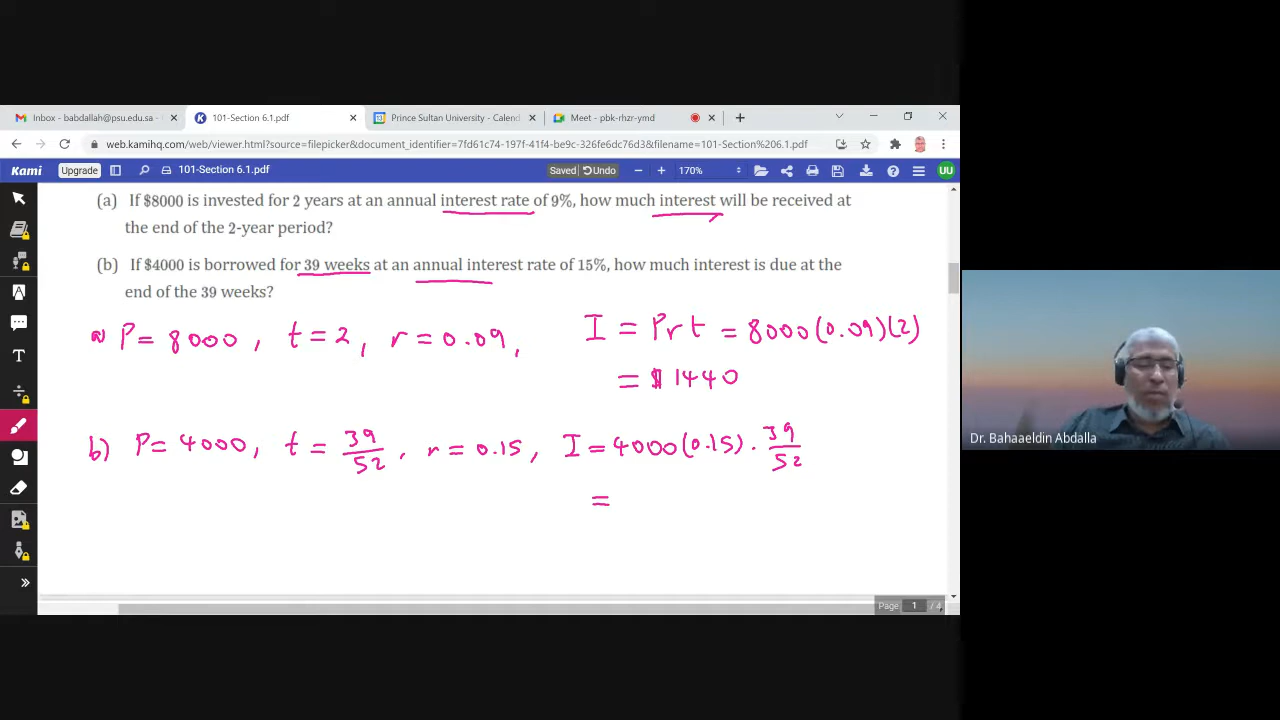 Inbox - babdallah@psu.edu.sa -
101-Section 6.1.pdf
Prince Sultan University - Calend
Meet - pbk-rhzr-ymd
web.kamihq.com/web/viewer.html?source=filepicker&document_identifier=7fd61c74-197f-41f4-be9c-326fe6dc76d3&filename=101-Section%206.1.pdf
Kami Upgrade 101-Section 6.1.pdf Saved Undo 170% UU
(a) If $8000 is invested for 2 years at an annual interest rate of 9%, how much interest will be received at
the end of the 2-year period?
(b) If $4000 is borrowed for 39 weeks at an annual interest rate of 15%, how much interest is due at the
end of the 39 weeks?
a) P = 8000, t = 2, r = 0.09, I = Prt = 8000(0.09)(2)
= $1440
b) P = 4000, t = 39/52, r = 0.15, I = 4000(0.15) · 39/52
=
Page 1 / 4
Dr. Bahaaeldin Abdalla